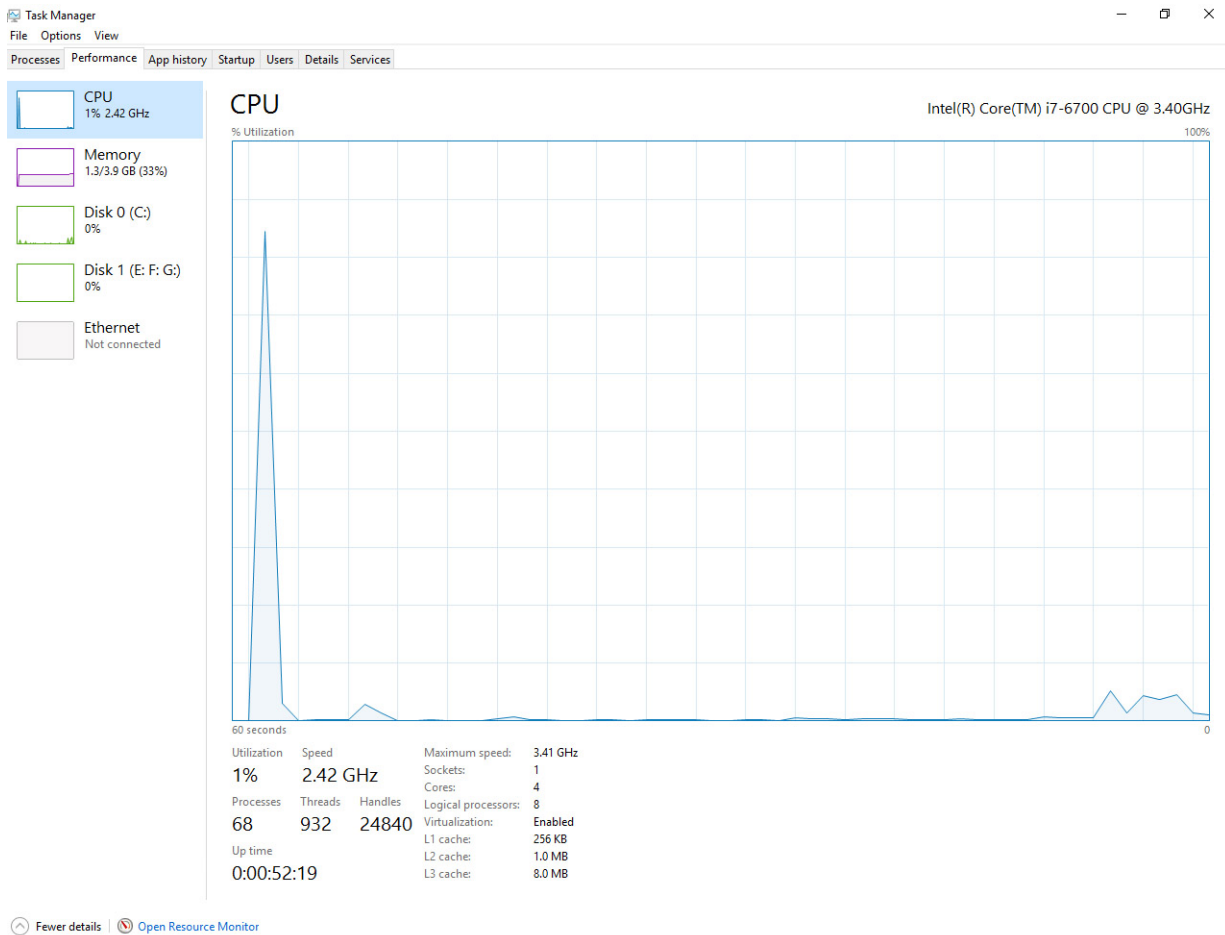 Task Manager
File Options View
Processes Performance App history Startup Users Details Services
CPU
1% 2.42 GHz
Memory
1.3/3.9 GB (33%)
Disk 0 (C:)
0%
Disk 1 (E: F: G:)
0%
Ethernet
Not connected
CPU
Intel(R) Core(TM) i7-6700 CPU @ 3.40GHz
% Utilization 100%
60 seconds 0
Utilization Speed
1% 2.42 GHz
Processes Threads Handles
68 932 24840
Up time
0:00:52:19
Maximum speed: 3.41 GHz
Sockets: 1
Cores: 4
Logical processors: 8
Virtualization: Enabled
L1 cache: 256 KB
L2 cache: 1.0 MB
L3 cache: 8.0 MB
Fewer details Open Resource Monitor